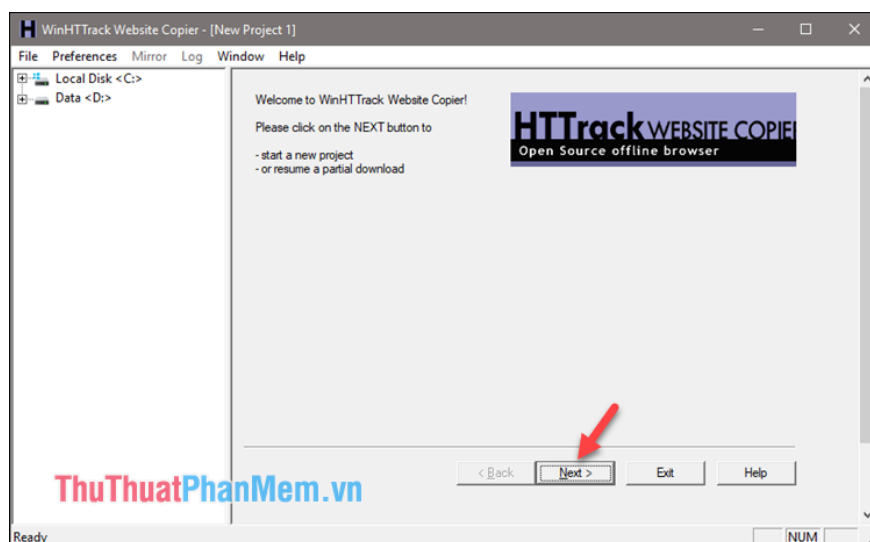 WinHTTrack Website Copier - [New Project 1]
File Preferences Mirror Log Window Help
Local Disk <C:>
Data <D:>
Welcome to WinHTTrack Website Copier!
Please click on the NEXT button to
- start a new project
- or resume a partial download
HTTrack WEBSITE COPIE
Open Source offline browser
< Back Next > Exit Help
ThuThuatPhanMem.vn
Ready NUM